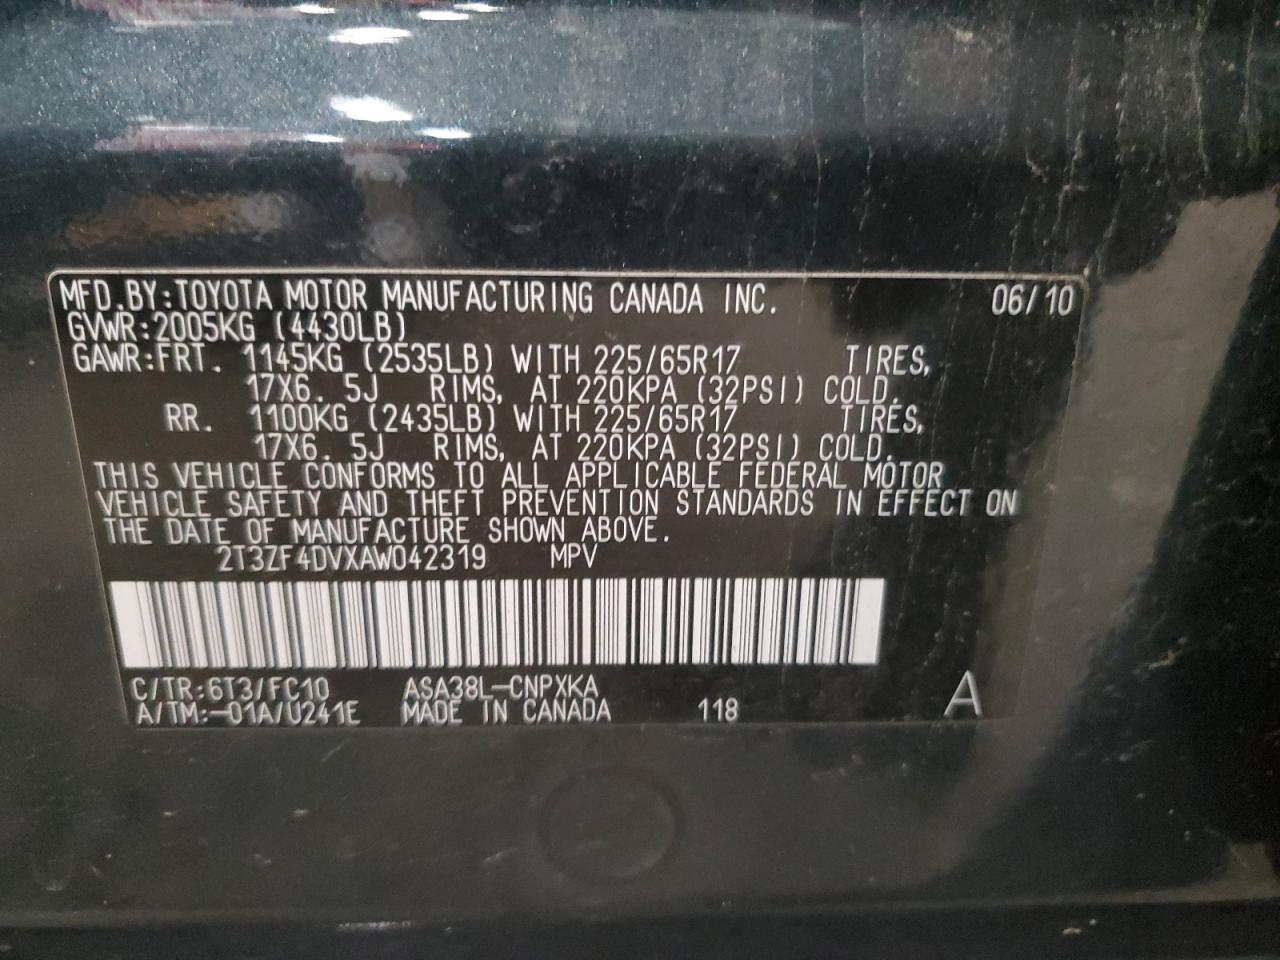 MFD.BY:TOYOTA MOTOR MANUFACTURING CANADA INC. 06/10
GVWR:2005KG (4430LB)
GAWR:FRT. 1145KG (2535LB) WITH 225/65R17 TIRES,
17X6.5J RIMS, AT 220KPA (32PSI) COLD.
RR. 1100KG (2435LB) WITH 225/65R17 TIRES,
17X6.5J RIMS, AT 220KPA (32PSI) COLD.
THIS VEHICLE CONFORMS TO ALL APPLICABLE FEDERAL MOTOR
VEHICLE SAFETY AND THEFT PREVENTION STANDARDS IN EFFECT ON
THE DATE OF MANUFACTURE SHOWN ABOVE.
2T3ZF4DVXAW042319 MPV
C/TR:6T3/FC10 ASA38L-CNPXKA A
A/TM:-01A/U241E MADE IN CANADA 118